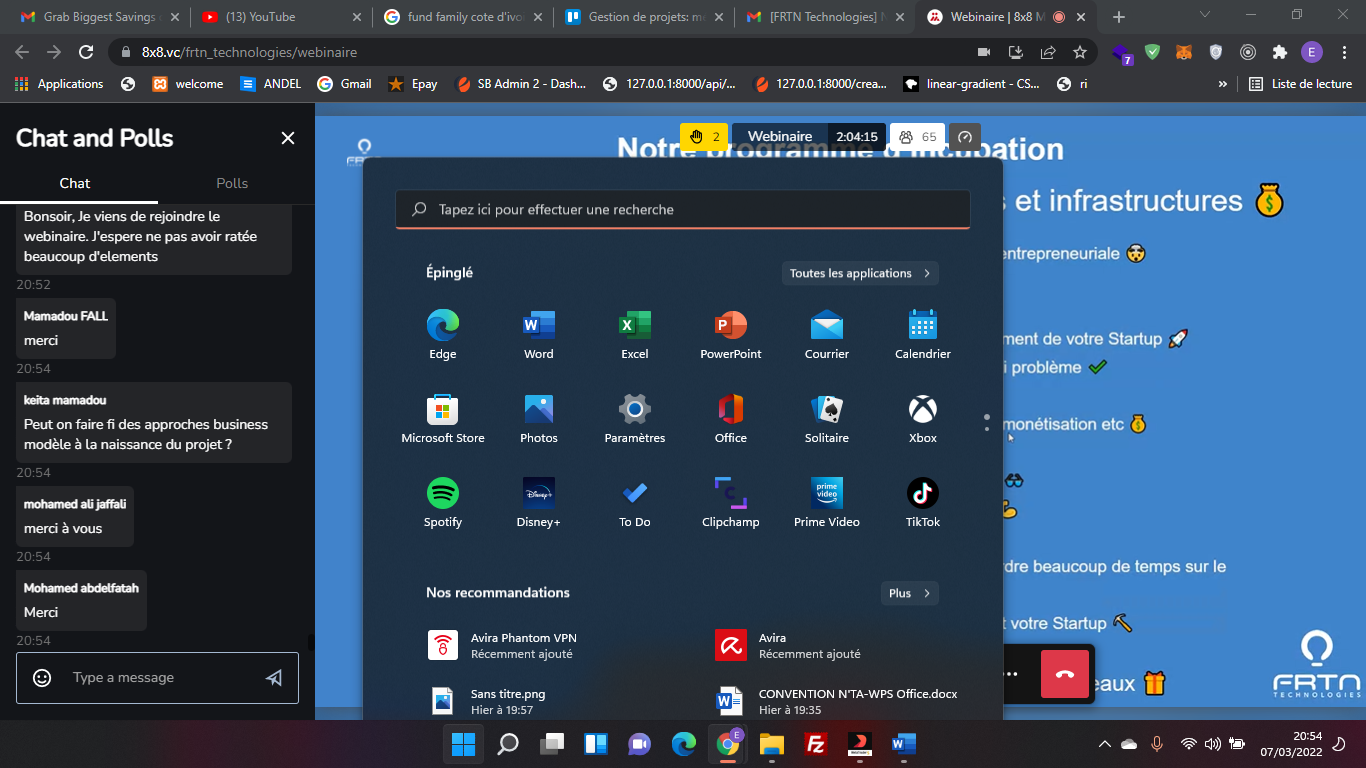 Grab Biggest Savings
(13) YouTube
fund family cote d'ivoi
Gestion de projets: m
[FRTN Technologies]
Webinaire | 8x8 M
8x8.vc/frtn_technologies/webinaire
7
E
Applications
welcome
ANDEL
Gmail
Epay
SB Admin 2 - Dash...
127.0.0.1:8000/api/...
127.0.0.1:8000/crea...
linear-gradient - CS...
ri
»
Liste de lecture
Chat and Polls
Chat
Polls
Bonsoir, Je viens de rejoindre le
webinaire. J'espere ne pas avoir ratée
beaucoup d'elements
20:52
Mamadou FALL
merci
20:54
keita mamadou
Peut on faire fi des approches business
modèle à la naissance du projet ?
20:54
mohamed ali jaffali
merci à vous
20:54
Mohamed abdelfatah
Merci
20:54
Type a message
2
Webinaire
2:04:15
65
Notre programme d'incubation
s et infrastructures
entrepreneuriale
ment de votre Startup
i problème
monétisation etc
rdre beaucoup de temps sur le
t votre Startup
eaux
FRTN
TECHNOLOGIES
Tapez ici pour effectuer une recherche
Épinglé
Toutes les applications
Edge
Word
Excel
PowerPoint
Courrier
Calendrier
Microsoft Store
Photos
Paramètres
Office
Solitaire
Xbox
Spotify
Disney+
To Do
Clipchamp
prime
video
Prime Video
TikTok
Nos recommandations
Plus
Avira Phantom VPN
Récemment ajouté
Avira
Récemment ajouté
Sans titre.png
Hier à 19:57
CONVENTION N'TA-WPS Office.docx
Hier à 19:35
20:54
07/03/2022